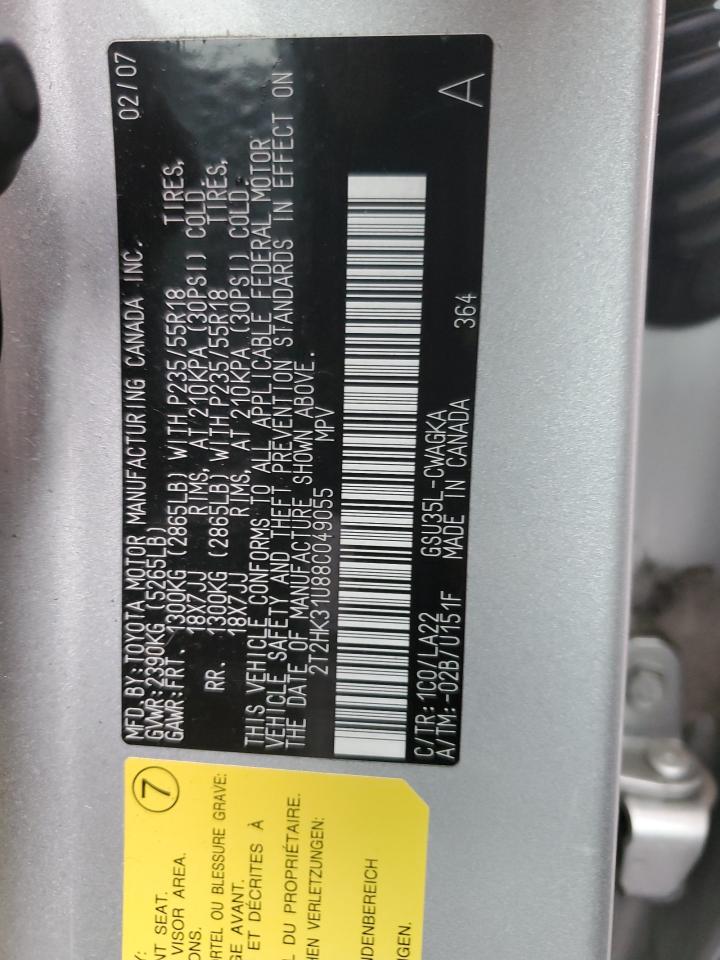 MFD.BY:TOYOTA MOTOR MANUFACTURING CANADA INC. 02/07
GVWR:2390KG (5265LB)
GAWR:FRT. 1300KG (2865LB) WITH P235/55R18 TIRES,
18X7JJ RIMS, AT 210KPA (30PSI) COLD.
RR. 1300KG (2865LB) WITH P235/55R18 TIRES,
18X7JJ RIMS, AT 210KPA (30PSI) COLD.
THIS VEHICLE CONFORMS TO ALL APPLICABLE FEDERAL MOTOR
VEHICLE SAFETY AND THEFT PREVENTION STANDARDS IN EFFECT ON
THE DATE OF MANUFACTURE SHOWN ABOVE.
2T2HK31U88C049055 MPV
C/TR:1C0/LA22 GSU35L-CWAGKA 364 A
A/TM:-02B/U151F MADE IN CANADA
7
NT SEAT.
VISOR AREA.
ONS.
RTEL OU BLESSURE GRAVE:
GE AVANT.
ET DÉCRITES À
L DU PROPRIÉTAIRE.
HEN VERLETZUNGEN:
NDENBEREICH
GEN.